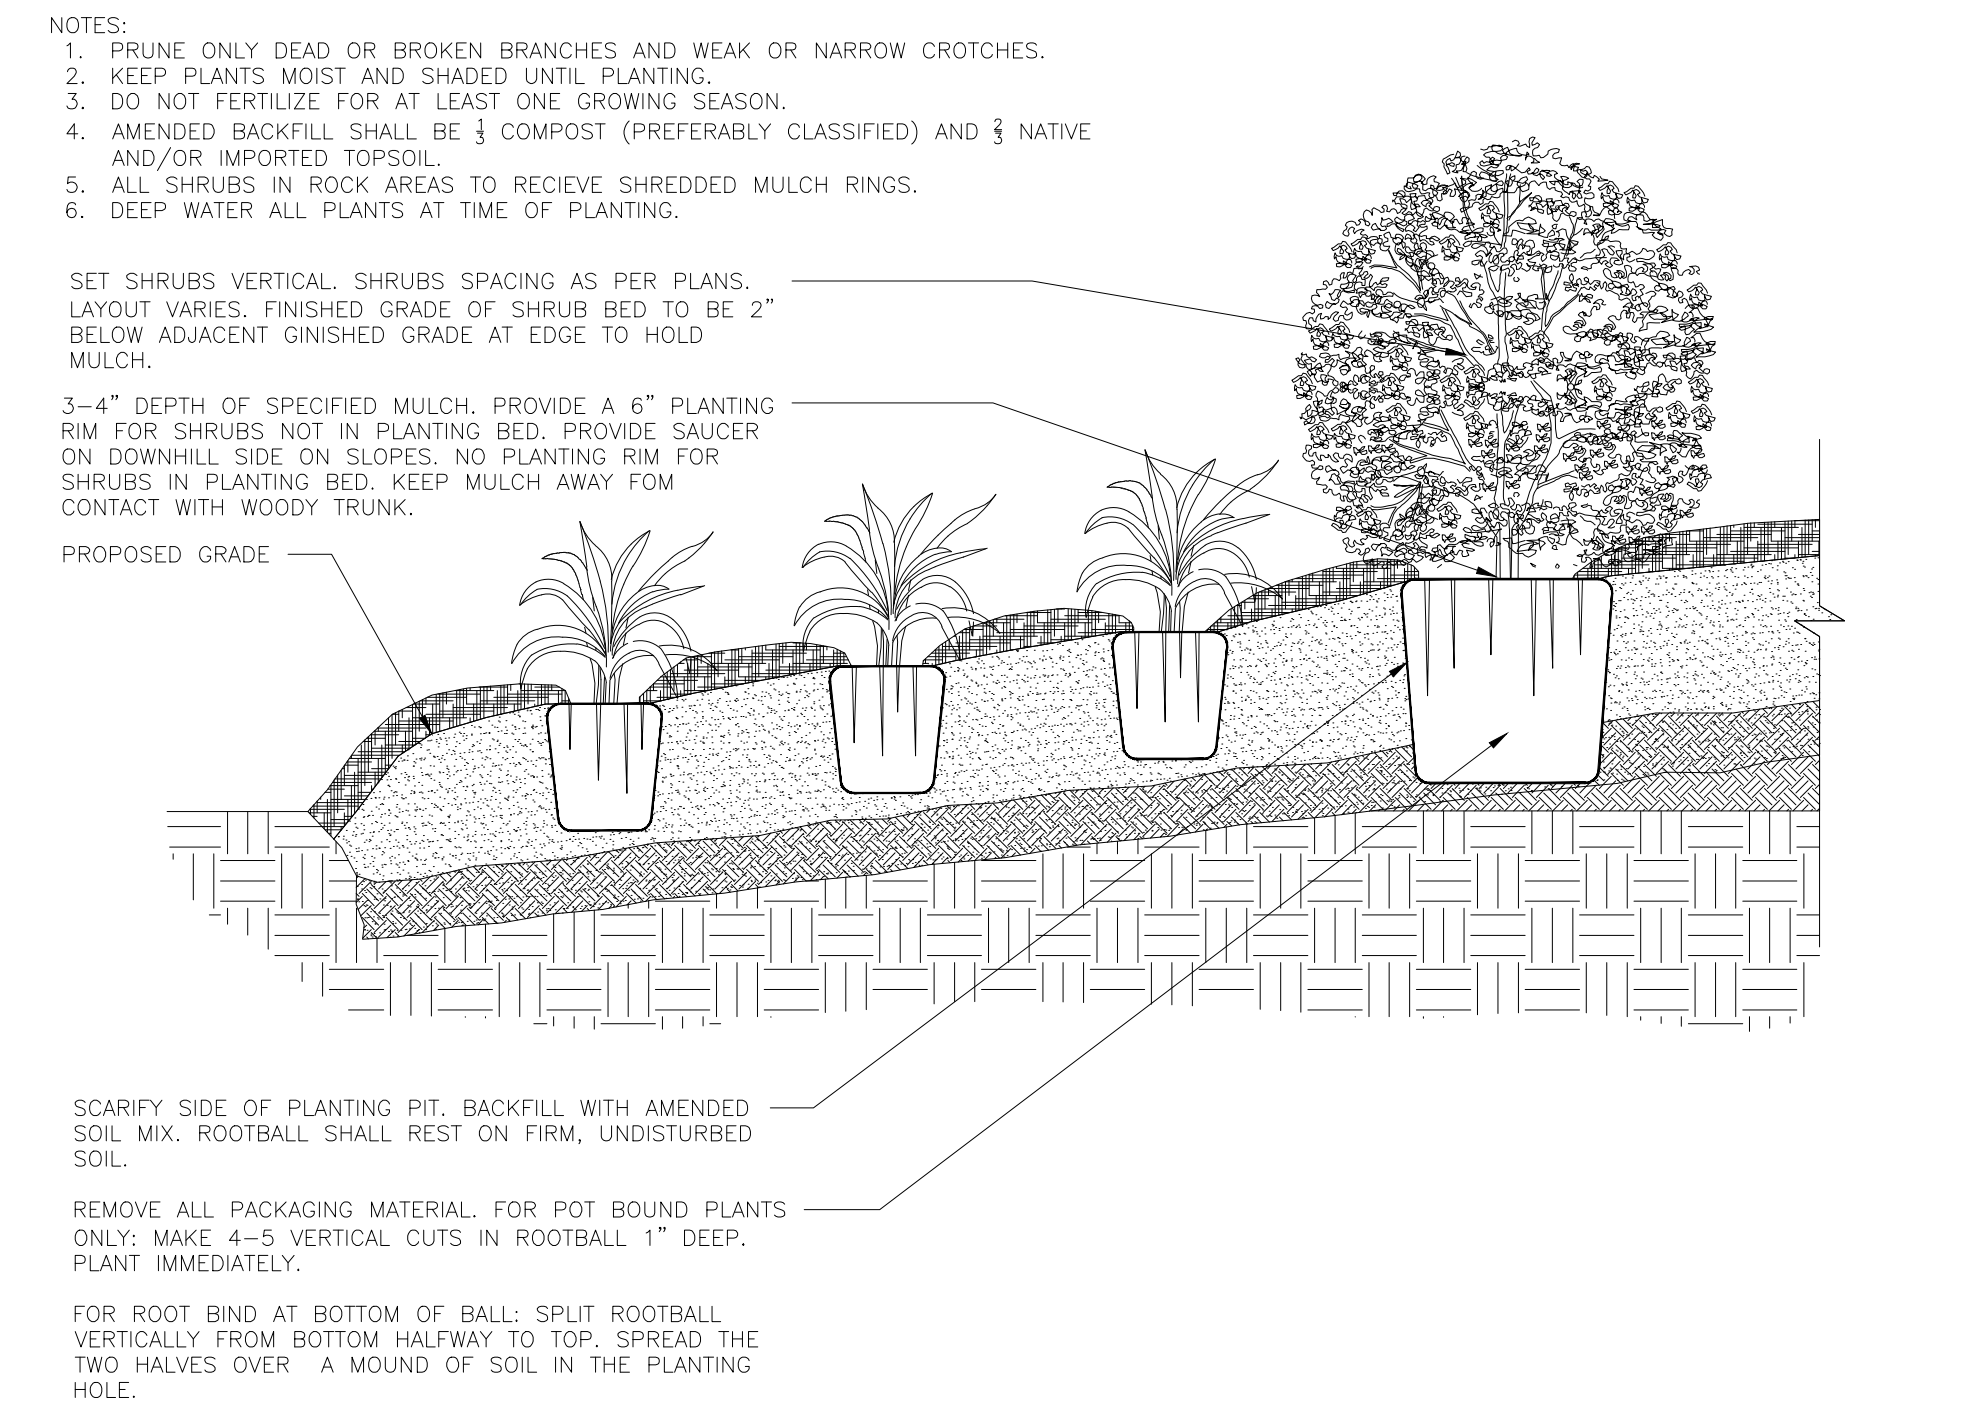 NOTES:
1. PRUNE ONLY DEAD OR BROKEN BRANCHES AND WEAK OR NARROW CROTCHES.
2. KEEP PLANTS MOIST AND SHADED UNTIL PLANTING.
3. DO NOT FERTILIZE FOR AT LEAST ONE GROWING SEASON.
4. AMENDED BACKFILL SHALL BE 1/3 COMPOST (PREFERABLY CLASSIFIED) AND 2/3 NATIVE
AND/OR IMPORTED TOPSOIL.
5. ALL SHRUBS IN ROCK AREAS TO RECIEVE SHREDDED MULCH RINGS.
6. DEEP WATER ALL PLANTS AT TIME OF PLANTING.
SET SHRUBS VERTICAL. SHRUBS SPACING AS PER PLANS.
LAYOUT VARIES. FINISHED GRADE OF SHRUB BED TO BE 2”
BELOW ADJACENT GINISHED GRADE AT EDGE TO HOLD
MULCH.
3–4” DEPTH OF SPECIFIED MULCH. PROVIDE A 6” PLANTING
RIM FOR SHRUBS NOT IN PLANTING BED. PROVIDE SAUCER
ON DOWNHILL SIDE ON SLOPES. NO PLANTING RIM FOR
SHRUBS IN PLANTING BED. KEEP MULCH AWAY FOM
CONTACT WITH WOODY TRUNK.
PROPOSED GRADE
SCARIFY SIDE OF PLANTING PIT. BACKFILL WITH AMENDED
SOIL MIX. ROOTBALL SHALL REST ON FIRM, UNDISTURBED
SOIL.
REMOVE ALL PACKAGING MATERIAL. FOR POT BOUND PLANTS
ONLY: MAKE 4–5 VERTICAL CUTS IN ROOTBALL 1” DEEP.
PLANT IMMEDIATELY.
FOR ROOT BIND AT BOTTOM OF BALL: SPLIT ROOTBALL
VERTICALLY FROM BOTTOM HALFWAY TO TOP. SPREAD THE
TWO HALVES OVER A MOUND OF SOIL IN THE PLANTING
HOLE.